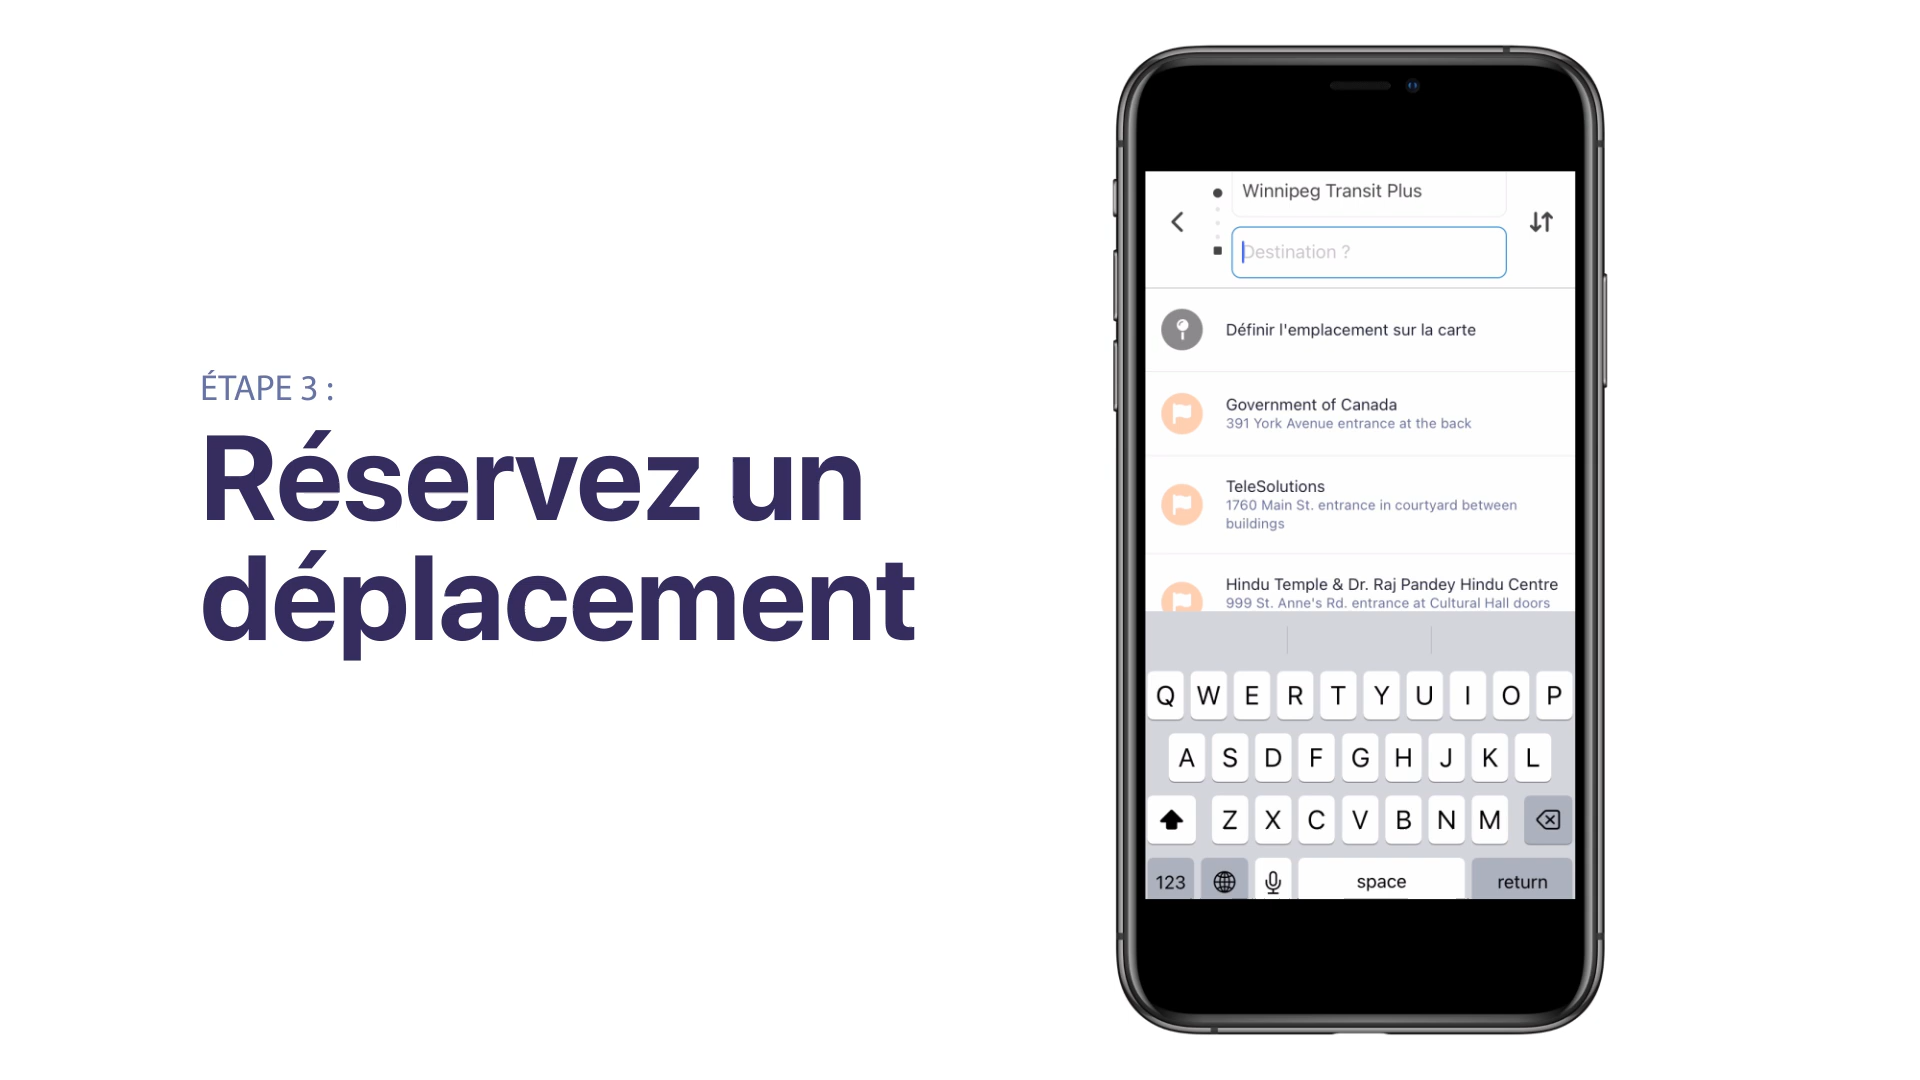 ÉTAPE 3 :
Réservez un
déplacement
Winnipeg Transit Plus
Destination ?
Définir l'emplacement sur la carte
Government of Canada
391 York Avenue entrance at the back
TeleSolutions
1760 Main St. entrance in courtyard between
buildings
Hindu Temple & Dr. Raj Pandey Hindu Centre
999 St. Anne's Rd. entrance at Cultural Hall doors
Q W E R T Y U I O P
A S D F G H J K L
Z X C V B N M
123 space return